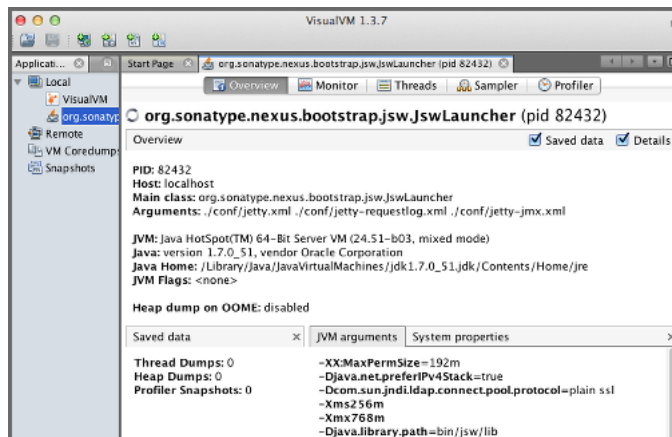 VisualVM 1.3.7
Applicati...
Start Page
org.sonatype.nexus.bootstrap.jsw.JswLauncher (pid 82432)
Local
Overview
Monitor
Threads
Sampler
Profiler
VisualVM
org.sonatyp
org.sonatype.nexus.bootstrap.jsw.JswLauncher (pid 82432)
Remote
Overview
Saved data
Details
VM Coredumps
Snapshots
PID: 82432
Host: localhost
Main class: org.sonatype.nexus.bootstrap.jsw.JswLauncher
Arguments: ./conf/jetty.xml ./conf/jetty-requestlog.xml ./conf/jetty-jmx.xml
JVM: Java HotSpot(TM) 64-Bit Server VM (24.51-b03, mixed mode)
Java: version 1.7.0_51, vendor Oracle Corporation
Java Home: /Library/Java/JavaVirtualMachines/jdk1.7.0_51.jdk/Contents/Home/jre
JVM Flags: <none>
Heap dump on OOME: disabled
Saved data
JVM arguments
System properties
Thread Dumps: 0
Heap Dumps: 0
Profiler Snapshots: 0
-XX:MaxPermSize=192m
-Djava.net.preferIPv4Stack=true
-Dcom.sun.jndi.ldap.connect.pool.protocol=plain ssl
-Xms256m
-Xmx768m
-Djava.library.path=bin/jsw/lib